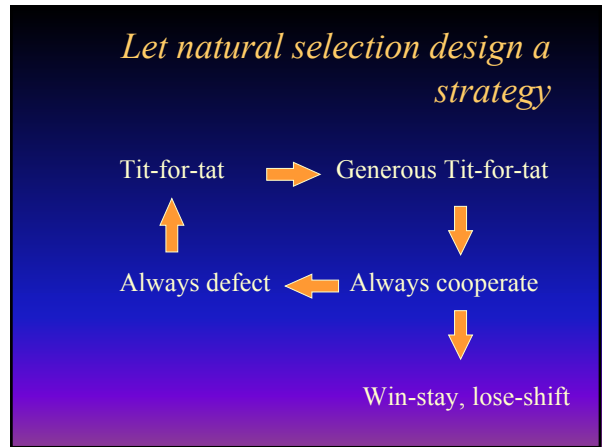 Let natural selection design a
strategy
Tit-for-tat
Generous Tit-for-tat
Always defect
Always cooperate
Win-stay, lose-shift